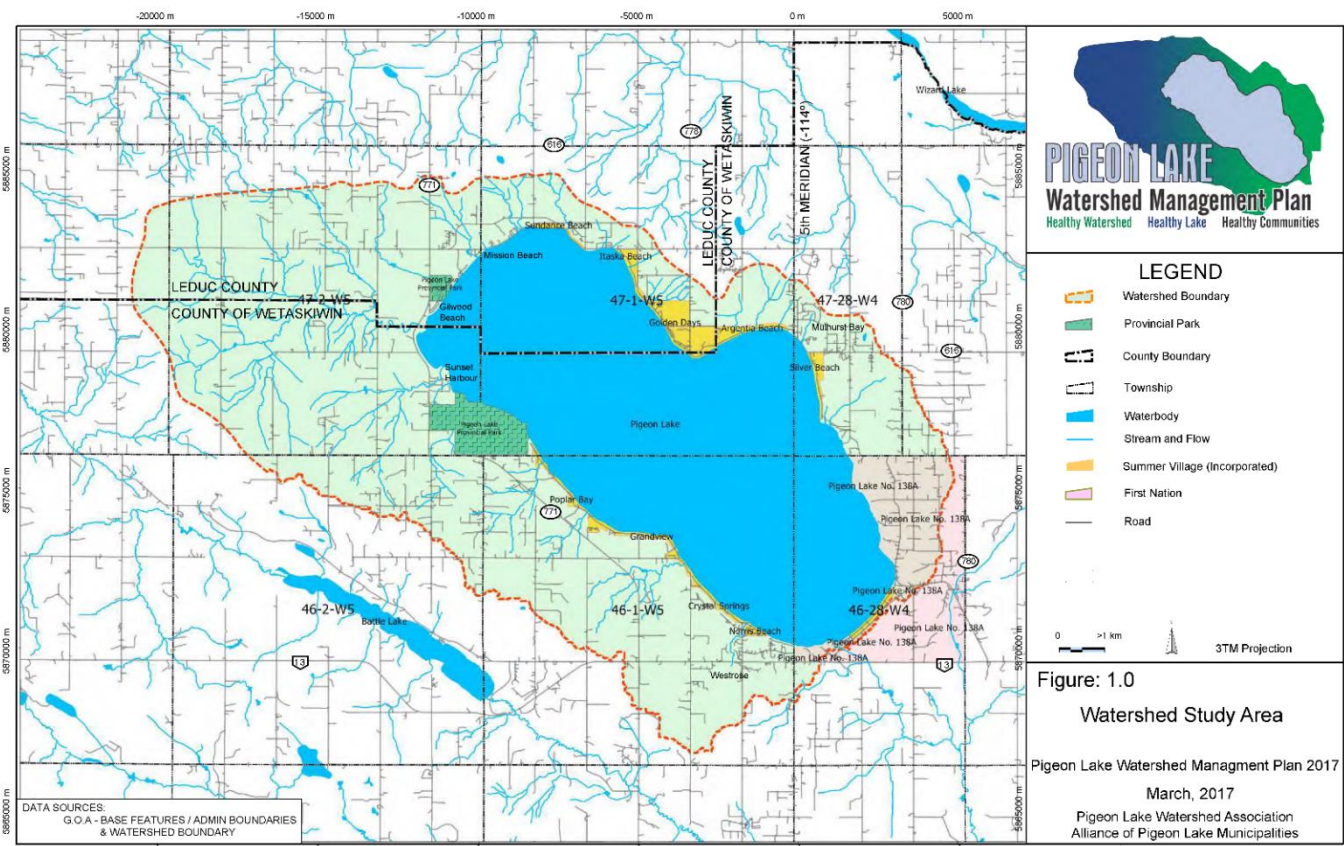 -20000 m
-15000 m
-10000 m
-5000 m
0 m
5000 m
5885000 m
5880000 m
5875000 m
5870000 m
5865000 m
5885000 m
5880000 m
5875000 m
5870000 m
5865000 m
Wizard Lake
778
616
771
LEDUC COUNTY
COUNTY OF WETASKIWIN
5th MERIDIAN (-114º)
Sundance Beach
Mission Beach
Itaska Beach
Pigeon Lake
Provincial Park
LEDUC COUNTY
47-2-W5
COUNTY OF WETASKIWIN
Gilwood
Beach
47-1-W5
47-28-W4
780
Golden Days
Argentia Beach
Mulhurst Bay
616
Sunset
Harbour
Silver Beach
Pigeon Lake
Provincial Park
Pigeon Lake
Pigeon Lake No. 138A
Poplar Bay
771
Pigeon Lake No. 138A
Grandview
780
Pigeon Lake No. 138A
46-2-W5
46-1-W5
46-28-W4
Crystal Springs
Battle Lake
Norris Beach
Pigeon Lake No. 138A
Pigeon Lake No. 138A
Pigeon Lake No. 138A
13
13
Westrose
DATA SOURCES:
G.O.A - BASE FEATURES / ADMIN BOUNDARIES
& WATERSHED BOUNDARY
PIGEON LAKE
Watershed Management Plan
Healthy Watershed Healthy Lake Healthy Communities
LEGEND
Watershed Boundary
Provincial Park
County Boundary
Township
Waterbody
Stream and Flow
Summer Village (Incorporated)
First Nation
Road
0 >1 km
3TM Projection
Figure: 1.0
Watershed Study Area
Pigeon Lake Watershed Managment Plan 2017
March, 2017
Pigeon Lake Watershed Association
Alliance of Pigeon Lake Municipalities